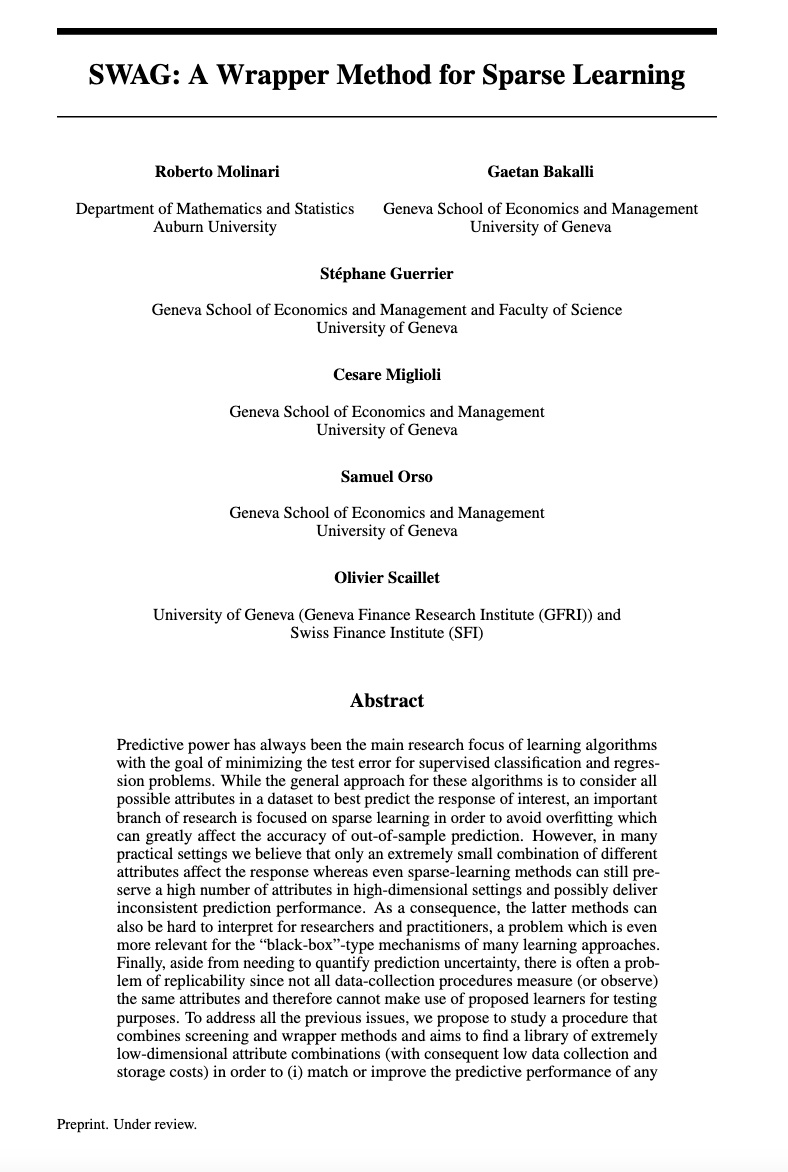 SWAG: A Wrapper Method for Sparse Learning
Roberto Molinari
Department of Mathematics and Statistics
Auburn University
Gaetan Bakalli
Geneva School of Economics and Management
University of Geneva
Stéphane Guerrier
Geneva School of Economics and Management and Faculty of Science
University of Geneva
Cesare Miglioli
Geneva School of Economics and Management
University of Geneva
Samuel Orso
Geneva School of Economics and Management
University of Geneva
Olivier Scaillet
University of Geneva (Geneva Finance Research Institute (GFRI)) and
Swiss Finance Institute (SFI)
Abstract
Predictive power has always been the main research focus of learning algorithms
with the goal of minimizing the test error for supervised classification and regres-
sion problems. While the general approach for these algorithms is to consider all
possible attributes in a dataset to best predict the response of interest, an important
branch of research is focused on sparse learning in order to avoid overfitting which
can greatly affect the accuracy of out-of-sample prediction. However, in many
practical settings we believe that only an extremely small combination of different
attributes affect the response whereas even sparse-learning methods can still pre-
serve a high number of attributes in high-dimensional settings and possibly deliver
inconsistent prediction performance. As a consequence, the latter methods can
also be hard to interpret for researchers and practitioners, a problem which is even
more relevant for the “black-box”-type mechanisms of many learning approaches.
Finally, aside from needing to quantify prediction uncertainty, there is often a prob-
lem of replicability since not all data-collection procedures measure (or observe)
the same attributes and therefore cannot make use of proposed learners for testing
purposes. To address all the previous issues, we propose to study a procedure that
combines screening and wrapper methods and aims to find a library of extremely
low-dimensional attribute combinations (with consequent low data collection and
storage costs) in order to (i) match or improve the predictive performance of any
Preprint. Under review.